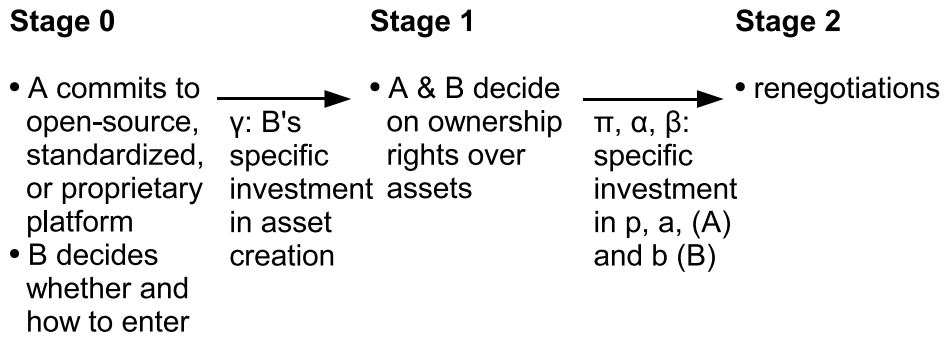 Stage 0
• A commits to
open-source,
standardized,
or proprietary
platform
• B decides
whether and
how to enter
γ: B's
specific
investment
in asset
creation
Stage 1
• A & B decide
on ownership
rights over
assets
π, α, β:
specific
investment
in p, a, (A)
and b (B)
Stage 2
• renegotiations